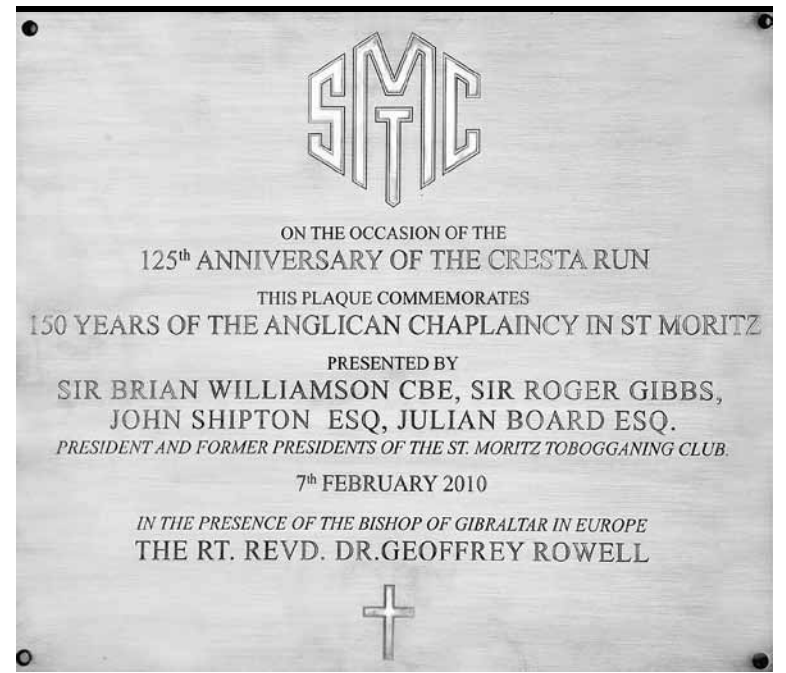 SMTC
ON THE OCCASION OF THE
125th ANNIVERSARY OF THE CRESTA RUN
THIS PLAQUE COMMEMORATES
150 YEARS OF THE ANGLICAN CHAPLAINCY IN ST MORITZ
PRESENTED BY
SIR BRIAN WILLIAMSON CBE, SIR ROGER GIBBS,
JOHN SHIPTON ESQ, JULIAN BOARD ESQ.
PRESIDENT AND FORMER PRESIDENTS OF THE ST. MORITZ TOBOGGANING CLUB.
7th FEBRUARY 2010
IN THE PRESENCE OF THE BISHOP OF GIBRALTAR IN EUROPE
THE RT. REVD. DR.GEOFFREY ROWELL